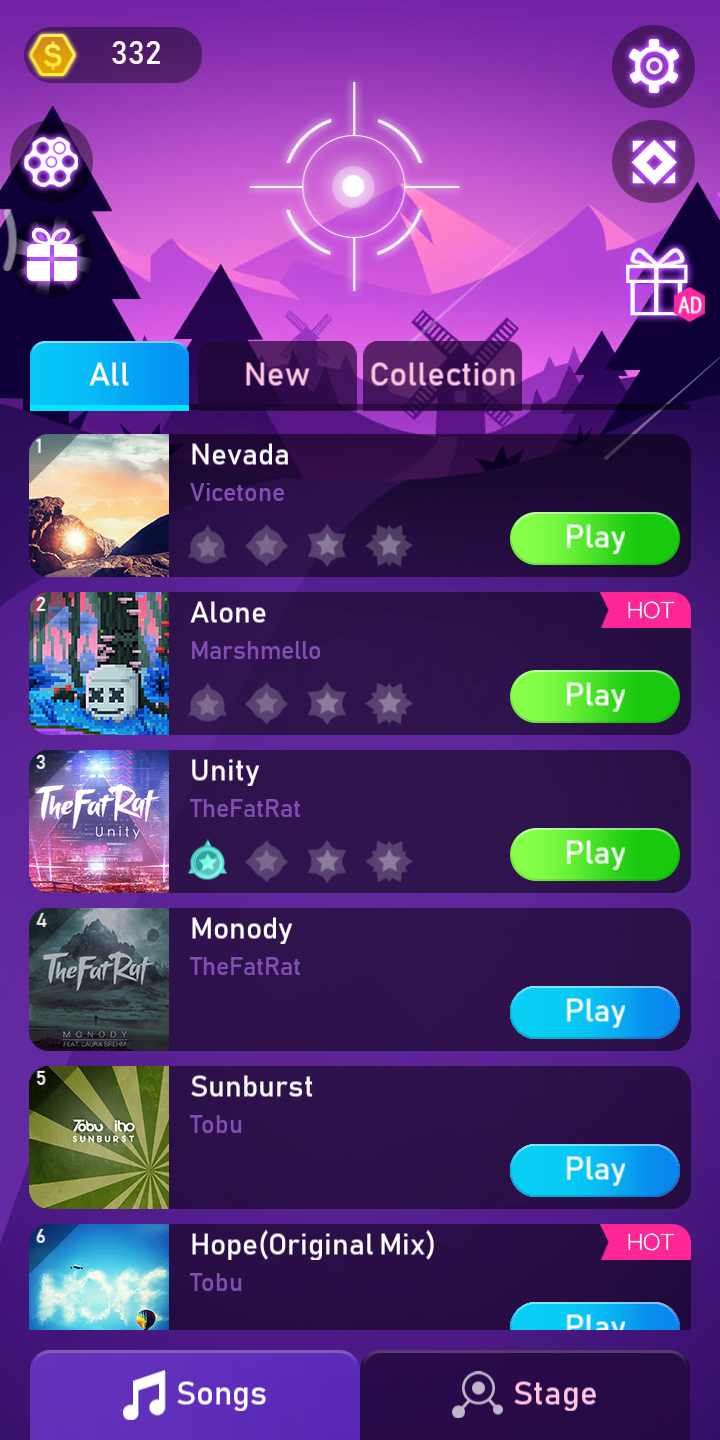 332
AD
All
New
Collection
1
Nevada
Vicetone
Play
2
Alone
HOT
Marshmello
Play
3
TheFatRat
Unity
Unity
TheFatRat
Play
4
TheFatRat
MONODY
FEAT. LAURA BREHM
Monody
TheFatRat
Play
5
Tobu
itro
SUNBURST
Sunburst
Tobu
Play
6
HOPE
Hope(Original Mix)
HOT
Tobu
Play
Songs
Stage